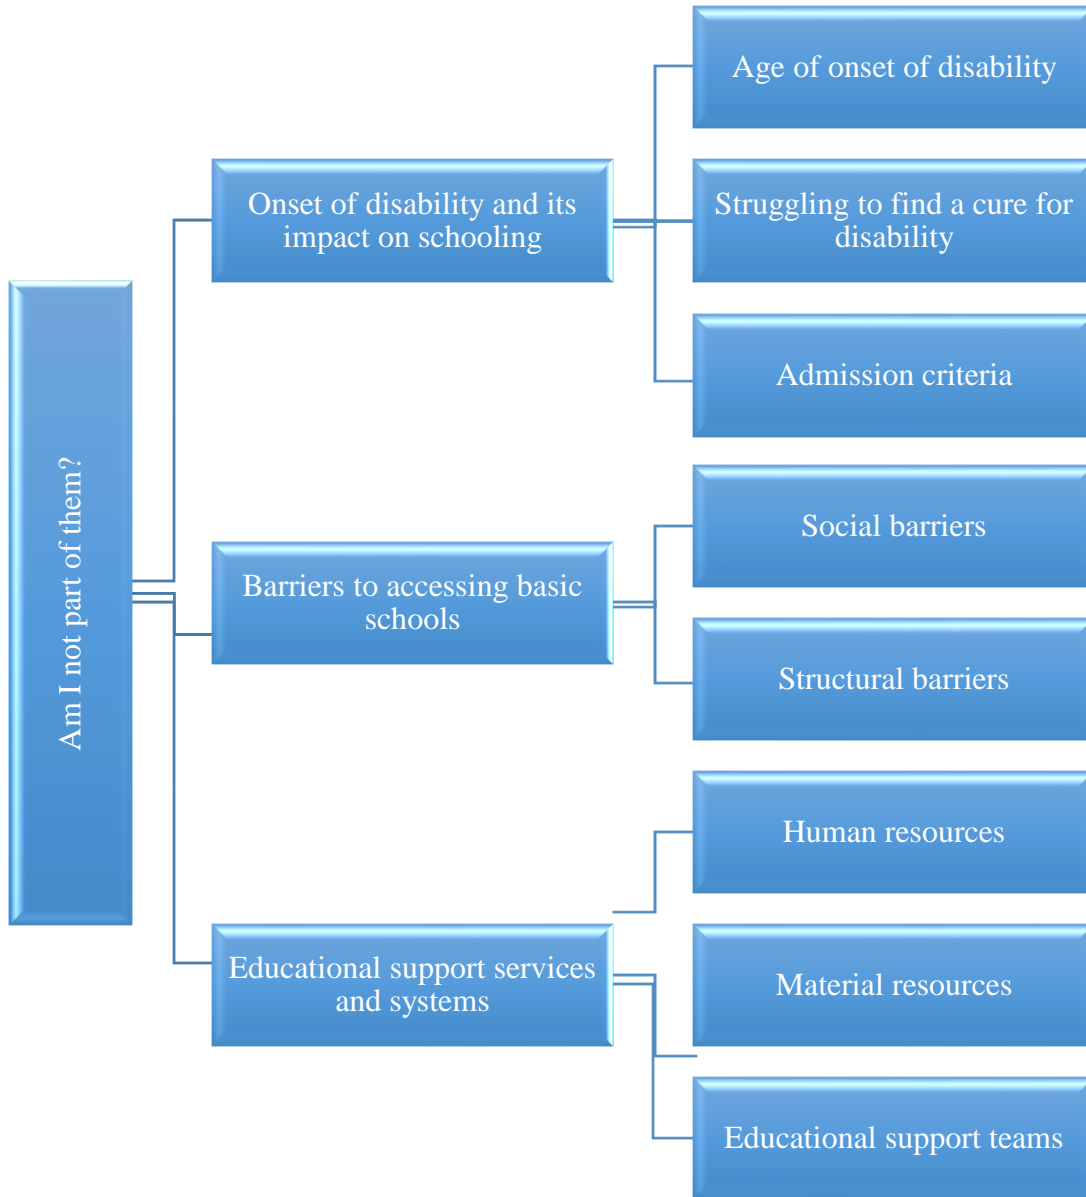 Am I not part of them?
Onset of disability and its
impact on schooling
Age of onset of disability
Struggling to find a cure for
disability
Admission criteria
Barriers to accessing basic
schools
Social barriers
Structural barriers
Educational support services
and systems
Human resources
Material resources
Educational support teams